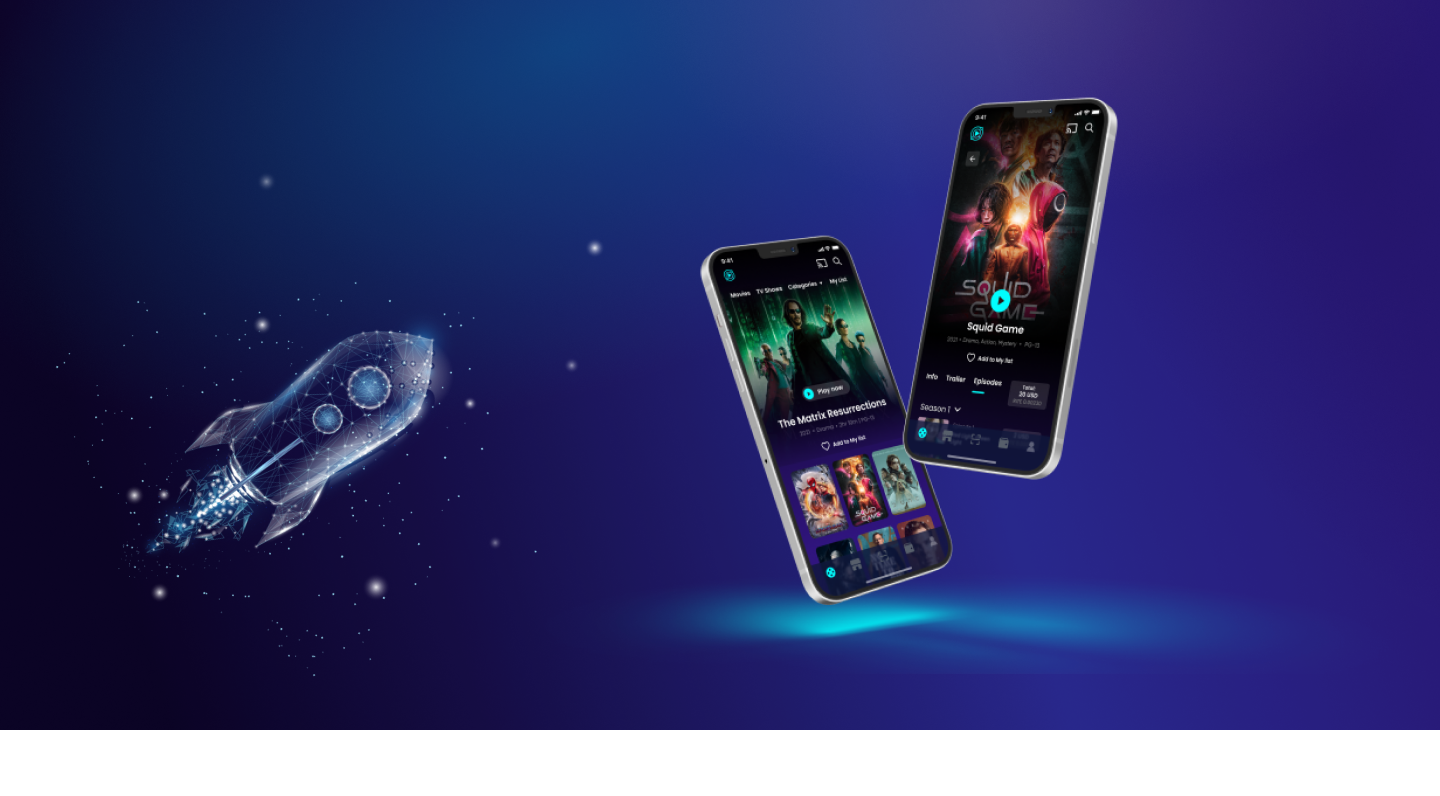 9:41
Movies TV Shows Categories My List
Play now
The Matrix Resurrections
2021 • Drama • 2hr 8m | PG-13
Add to My list
SQUID
GAME
9:41
SQUID
GAME
Squid Game
2021 • Drama, Action, Mystery • PG-13
Add to My list
Info Trailer Episodes
Total:
20 USD
Season 1